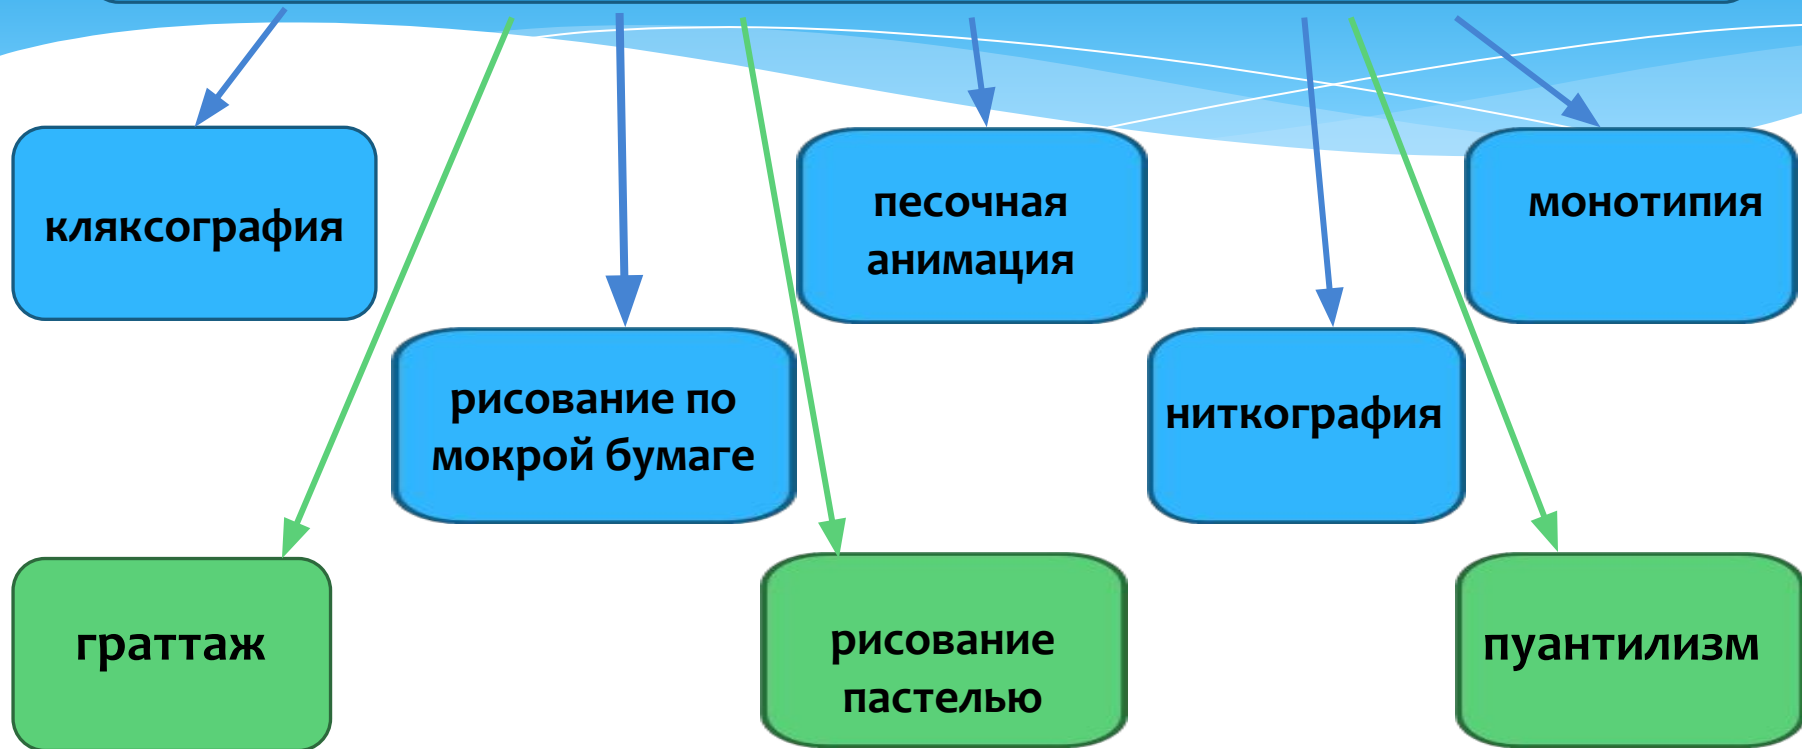 кляксография
песочная
анимация
монотипия
рисование по
мокрой бумаге
ниткография
граттаж
рисование
пастелью
пуантилизм